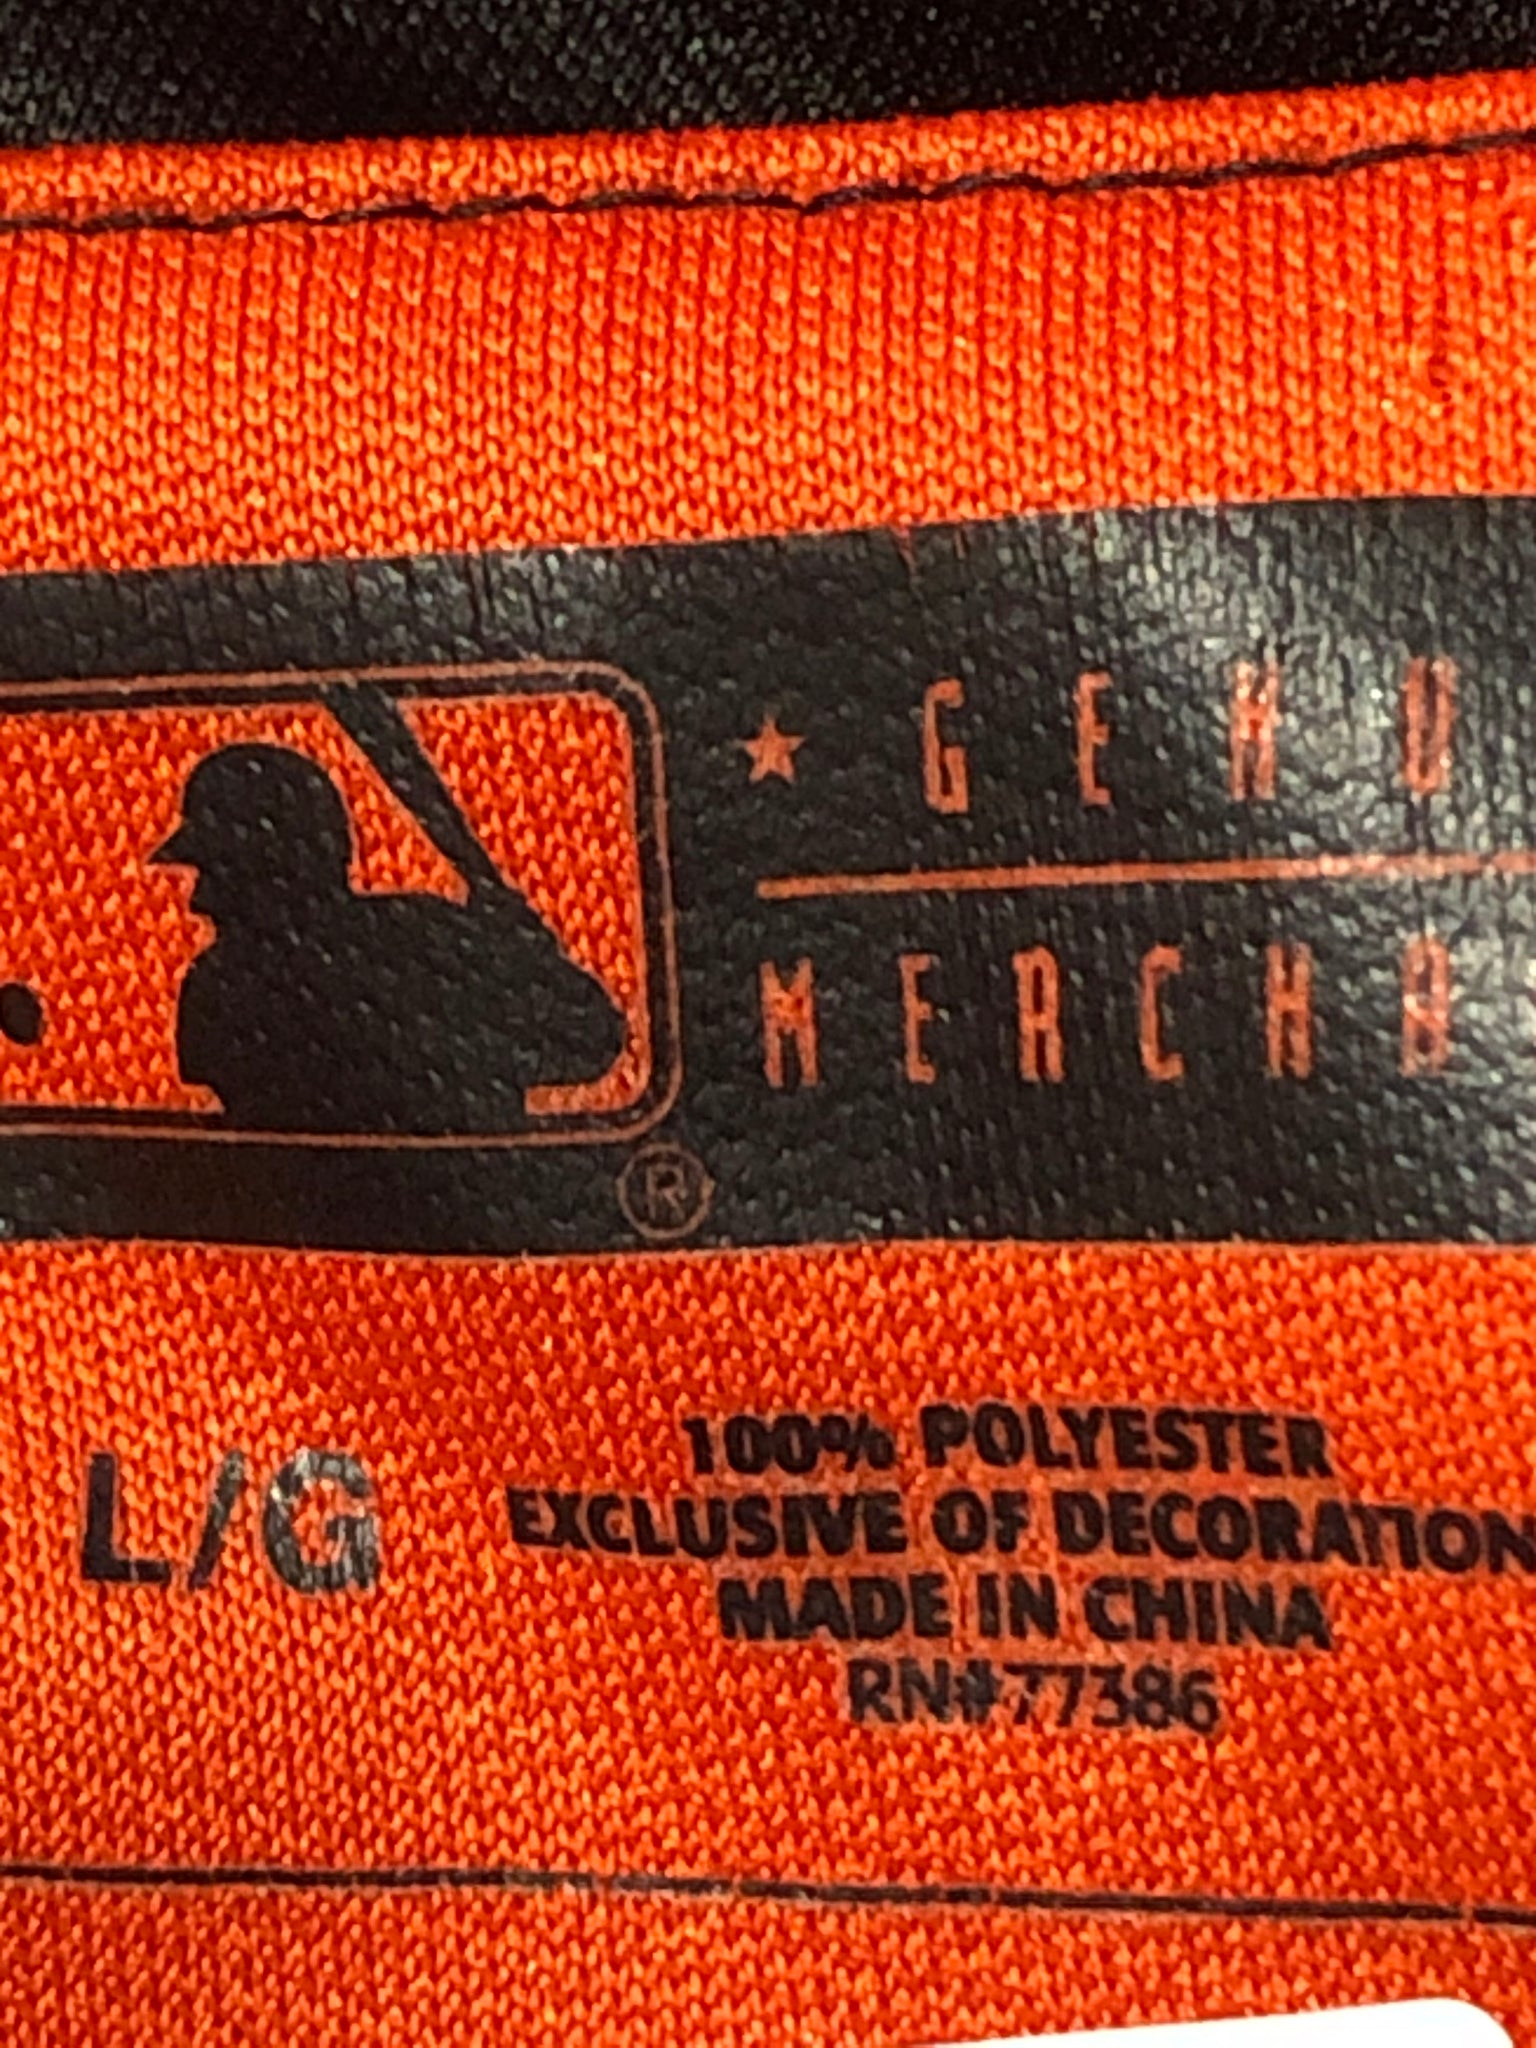 ★ GENU
MERCHA
®
L/G
100% POLYESTER
EXCLUSIVE OF DECORATION
MADE IN CHINA
RN#77386